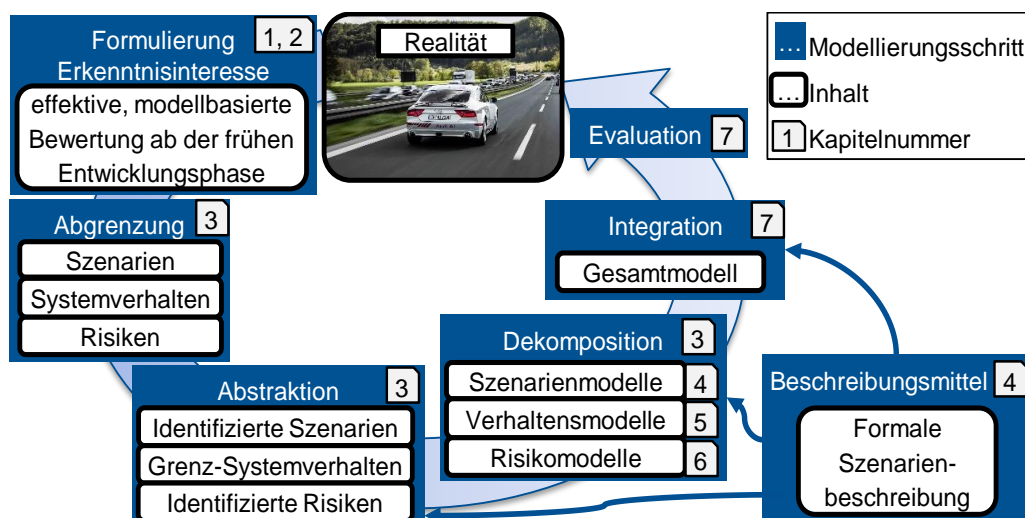 Formulierung 1, 2
Erkenntnisinteresse
effektive, modellbasierte
Bewertung ab der frühen
Entwicklungsphase
Realität
… Modellierungsschritt
… Inhalt
1 Kapitelnummer
Evaluation 7
Abgrenzung 3
Szenarien
Systemverhalten
Risiken
Integration 7
Gesamtmodell
Dekomposition 3
Szenarienmodelle 4
Verhaltensmodelle 5
Risikomodelle 6
Abstraktion 3
Identifizierte Szenarien
Grenz-Systemverhalten
Identifizierte Risiken
Beschreibungsmittel 4
Formale
Szenarien-
beschreibung